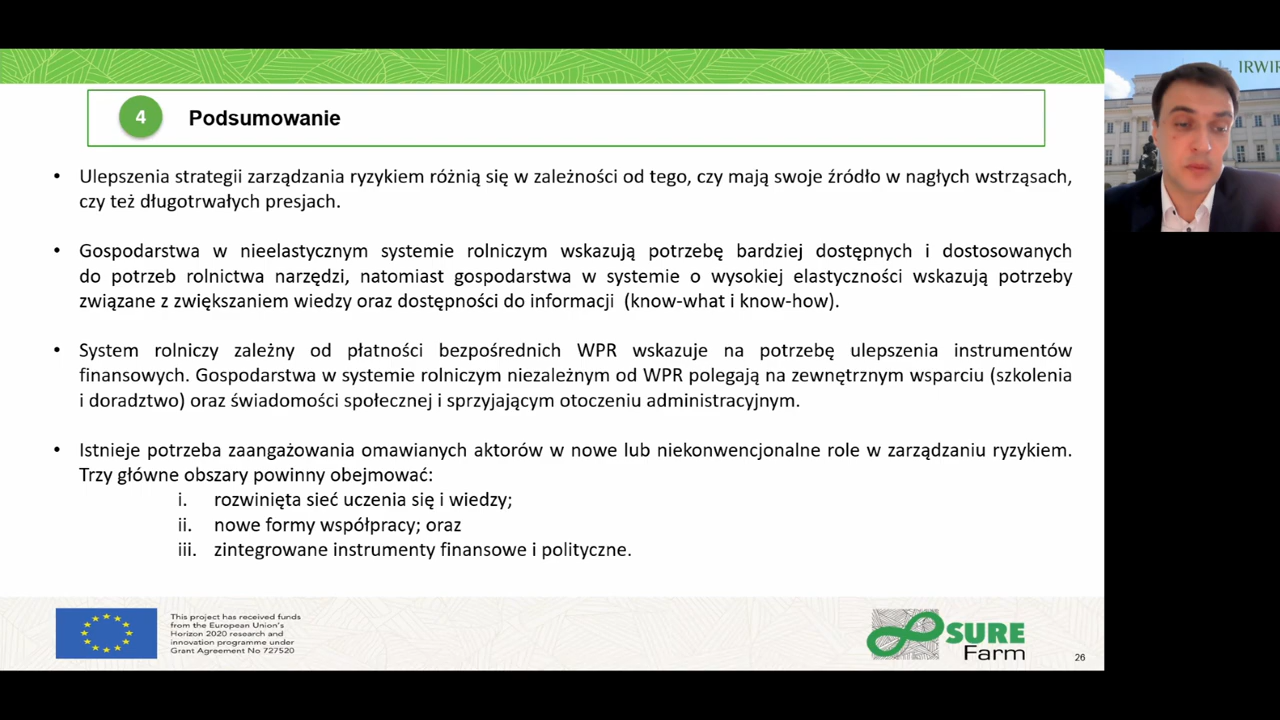 4
Podsumowanie
• Ulepszenia strategii zarządzania ryzykiem różnią się w zależności od tego, czy mają swoje źródło w nagłych wstrząsach,
czy też długotrwałych presjach.
• Gospodarstwa w nieelastycznym systemie rolniczym wskazują potrzebę bardziej dostępnych i dostosowanych
do potrzeb rolnictwa narzędzi, natomiast gospodarstwa w systemie o wysokiej elastyczności wskazują potrzeby
związane z zwiększaniem wiedzy oraz dostępności do informacji (know-what i know-how).
• System rolniczy zależny od płatności bezpośrednich WPR wskazuje na potrzebę ulepszenia instrumentów
finansowych. Gospodarstwa w systemie rolniczym niezależnym od WPR polegają na zewnętrznym wsparciu (szkolenia
i doradztwo) oraz świadomości społecznej i sprzyjającym otoczeniu administracyjnym.
• Istnieje potrzeba zaangażowania omawianych aktorów w nowe lub niekonwencjonalne role w zarządzaniu ryzykiem.
Trzy główne obszary powinny obejmować:
i. rozwinięta sieć uczenia się i wiedzy;
ii. nowe formy współpracy; oraz
iii. zintegrowane instrumenty finansowe i polityczne.
This project has received funds
from the European Union's
Horizon 2020 research and
innovation programme under
Grant Agreement No 727520
SURE
Farm
26
IRWIR